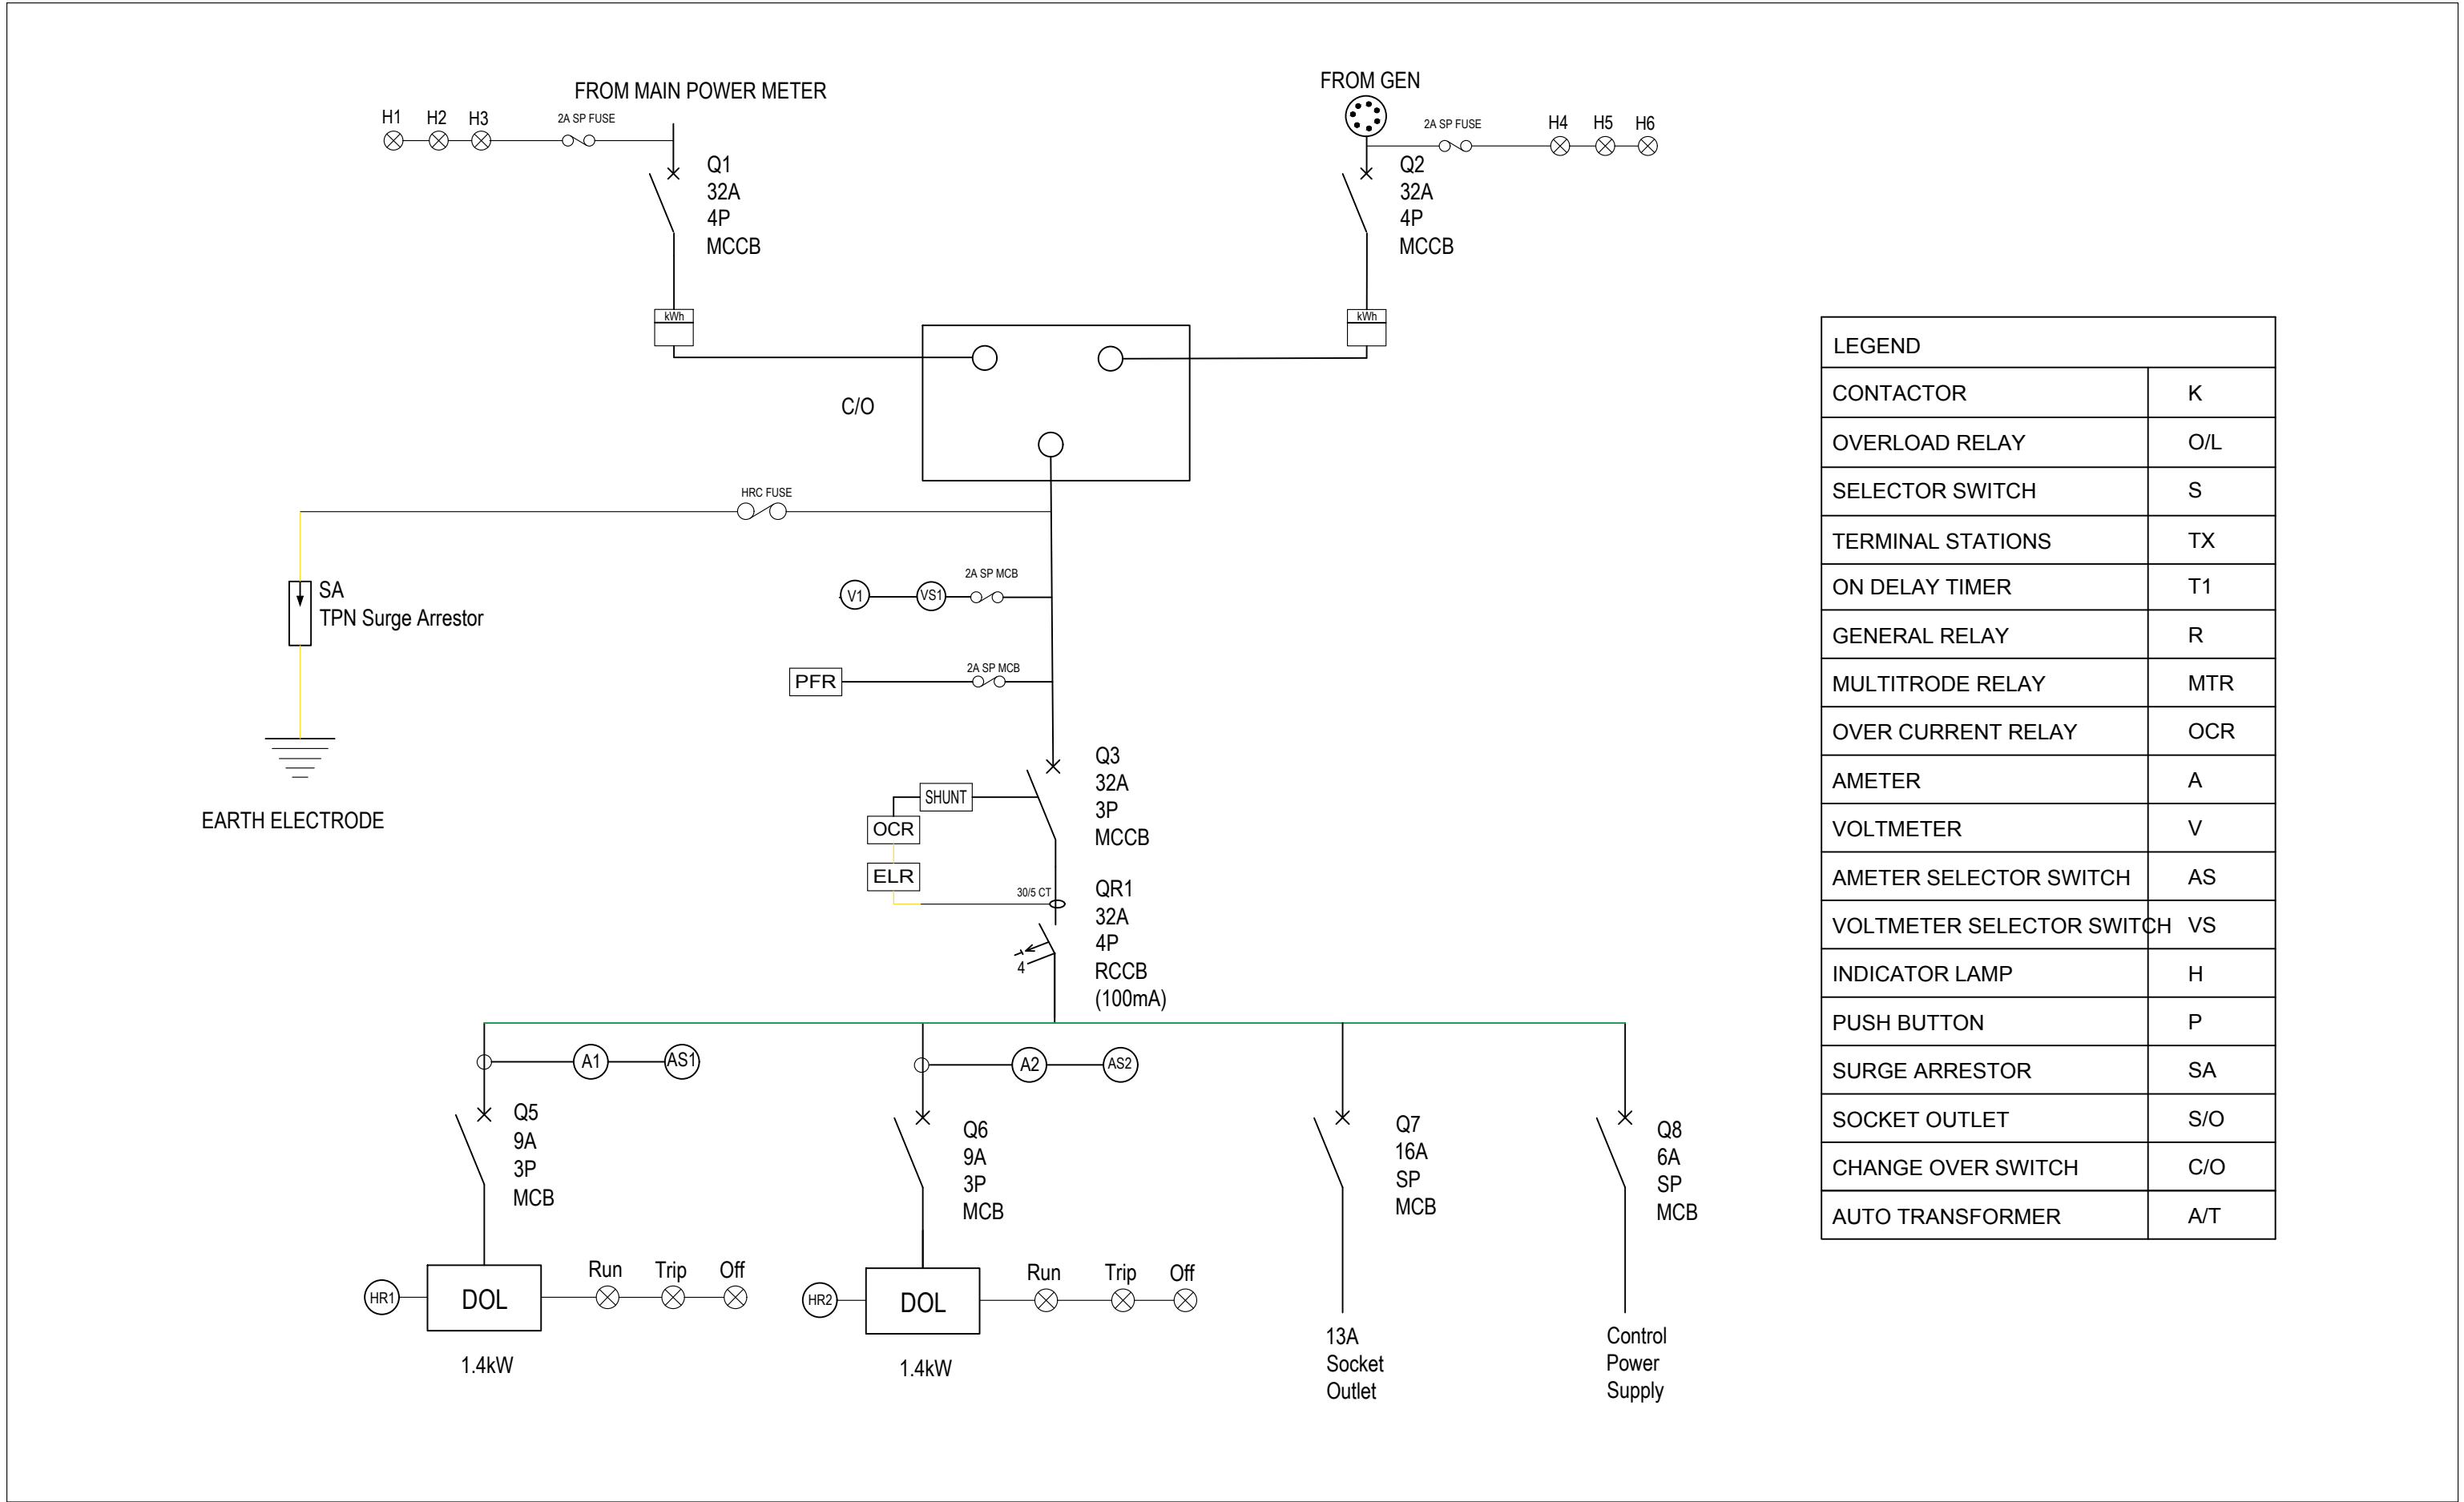 FROM MAIN POWER METER
H1
H2
H3
2A SP FUSE
Q1
32A
4P
MCCB
kWh
FROM GEN
2A SP FUSE
H4
H5
H6
Q2
32A
4P
MCCB
kWh
C/O
HRC FUSE
SA
TPN Surge Arrestor
EARTH ELECTRODE
V1
VS1
2A SP MCB
PFR
2A SP MCB
Q3
32A
3P
MCCB
SHUNT
OCR
ELR
30/5 CT
QR1
32A
4P
RCCB
(100mA)
4
A1
AS1
Q5
9A
3P
MCB
HR1
DOL
Run
Trip
Off
1.4kW
A2
AS2
Q6
9A
3P
MCB
HR2
DOL
Run
Trip
Off
1.4kW
Q7
16A
SP
MCB
13A
Socket
Outlet
Q8
6A
SP
MCB
Control
Power
Supply
LEGEND
CONTACTOR K
OVERLOAD RELAY O/L
SELECTOR SWITCH S
TERMINAL STATIONS TX
ON DELAY TIMER T1
GENERAL RELAY R
MULTITRODE RELAY MTR
OVER CURRENT RELAY OCR
AMETER A
VOLTMETER V
AMETER SELECTOR SWITCH AS
VOLTMETER SELECTOR SWITCH VS
INDICATOR LAMP H
PUSH BUTTON P
SURGE ARRESTOR SA
SOCKET OUTLET S/O
CHANGE OVER SWITCH C/O
AUTO TRANSFORMER A/T